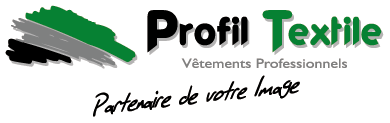 Profil Textile
Vêtements Professionnels
Partenaire de votre Image